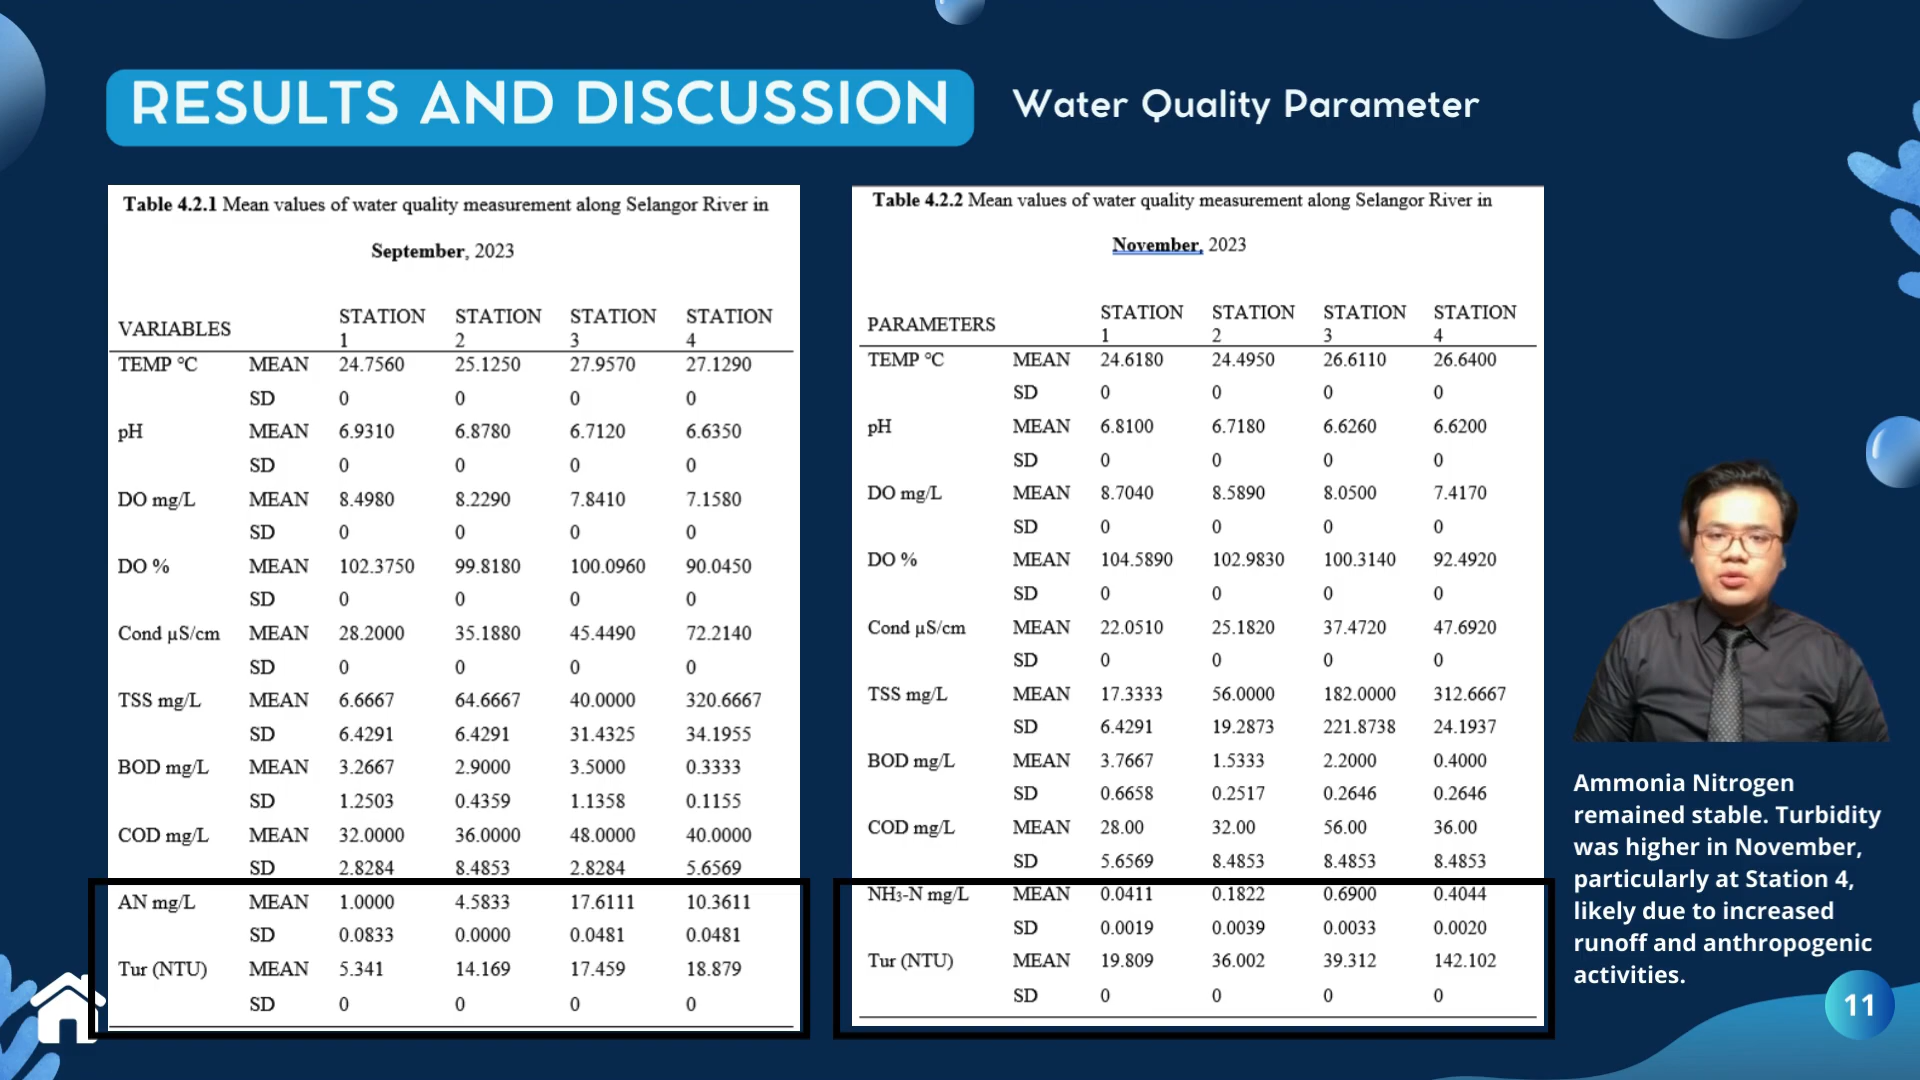 RESULTS AND DISCUSSION
Water Quality Parameter
Table 4.2.1 Mean values of water quality measurement along Selangor River in
September, 2023
VARIABLES STATION 1 STATION 2 STATION 3 STATION 4
TEMP °C MEAN 24.7560 25.1250 27.9570 27.1290
SD 0 0 0 0
pH MEAN 6.9310 6.8780 6.7120 6.6350
SD 0 0 0 0
DO mg/L MEAN 8.4980 8.2290 7.8410 7.1580
SD 0 0 0 0
DO % MEAN 102.3750 99.8180 100.0960 90.0450
SD 0 0 0 0
Cond µS/cm MEAN 28.2000 35.1880 45.4490 72.2140
SD 0 0 0 0
TSS mg/L MEAN 6.6667 64.6667 40.0000 320.6667
SD 6.4291 6.4291 31.4325 34.1955
BOD mg/L MEAN 3.2667 2.9000 3.5000 0.3333
SD 1.2503 0.4359 1.1358 0.1155
COD mg/L MEAN 32.0000 36.0000 48.0000 40.0000
SD 2.8284 8.4853 2.8284 5.6569
AN mg/L MEAN 1.0000 4.5833 17.6111 10.3611
SD 0.0833 0.0000 0.0481 0.0481
Tur (NTU) MEAN 5.341 14.169 17.459 18.879
SD 0 0 0 0
Table 4.2.2 Mean values of water quality measurement along Selangor River in
November, 2023
PARAMETERS STATION 1 STATION 2 STATION 3 STATION 4
TEMP °C MEAN 24.6180 24.4950 26.6110 26.6400
SD 0 0 0 0
pH MEAN 6.8100 6.7180 6.6260 6.6200
SD 0 0 0 0
DO mg/L MEAN 8.7040 8.5890 8.0500 7.4170
SD 0 0 0 0
DO % MEAN 104.5890 102.9830 100.3140 92.4920
SD 0 0 0 0
Cond µS/cm MEAN 22.0510 25.1820 37.4720 47.6920
SD 0 0 0 0
TSS mg/L MEAN 17.3333 56.0000 182.0000 312.6667
SD 6.4291 19.2873 221.8738 24.1937
BOD mg/L MEAN 3.7667 1.5333 2.2000 0.4000
SD 0.6658 0.2517 0.2646 0.2646
COD mg/L MEAN 28.00 32.00 56.00 36.00
SD 5.6569 8.4853 8.4853 8.4853
NH3-N mg/L MEAN 0.0411 0.1822 0.6900 0.4044
SD 0.0019 0.0039 0.0033 0.0020
Tur (NTU) MEAN 19.809 36.002 39.312 142.102
SD 0 0 0 0
Ammonia Nitrogen
remained stable. Turbidity
was higher in November,
particularly at Station 4,
likely due to increased
runoff and anthropogenic
activities.
11